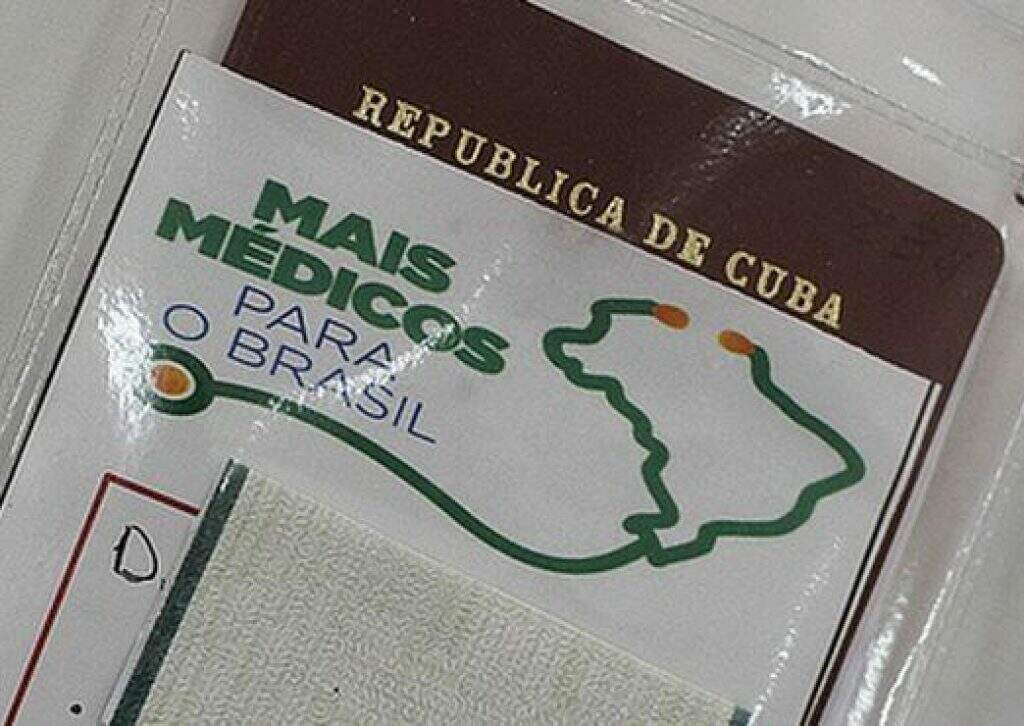 REPUBLICA DE CUBA
MAIS
MÉDICOS
PARA
O BRASIL
D.